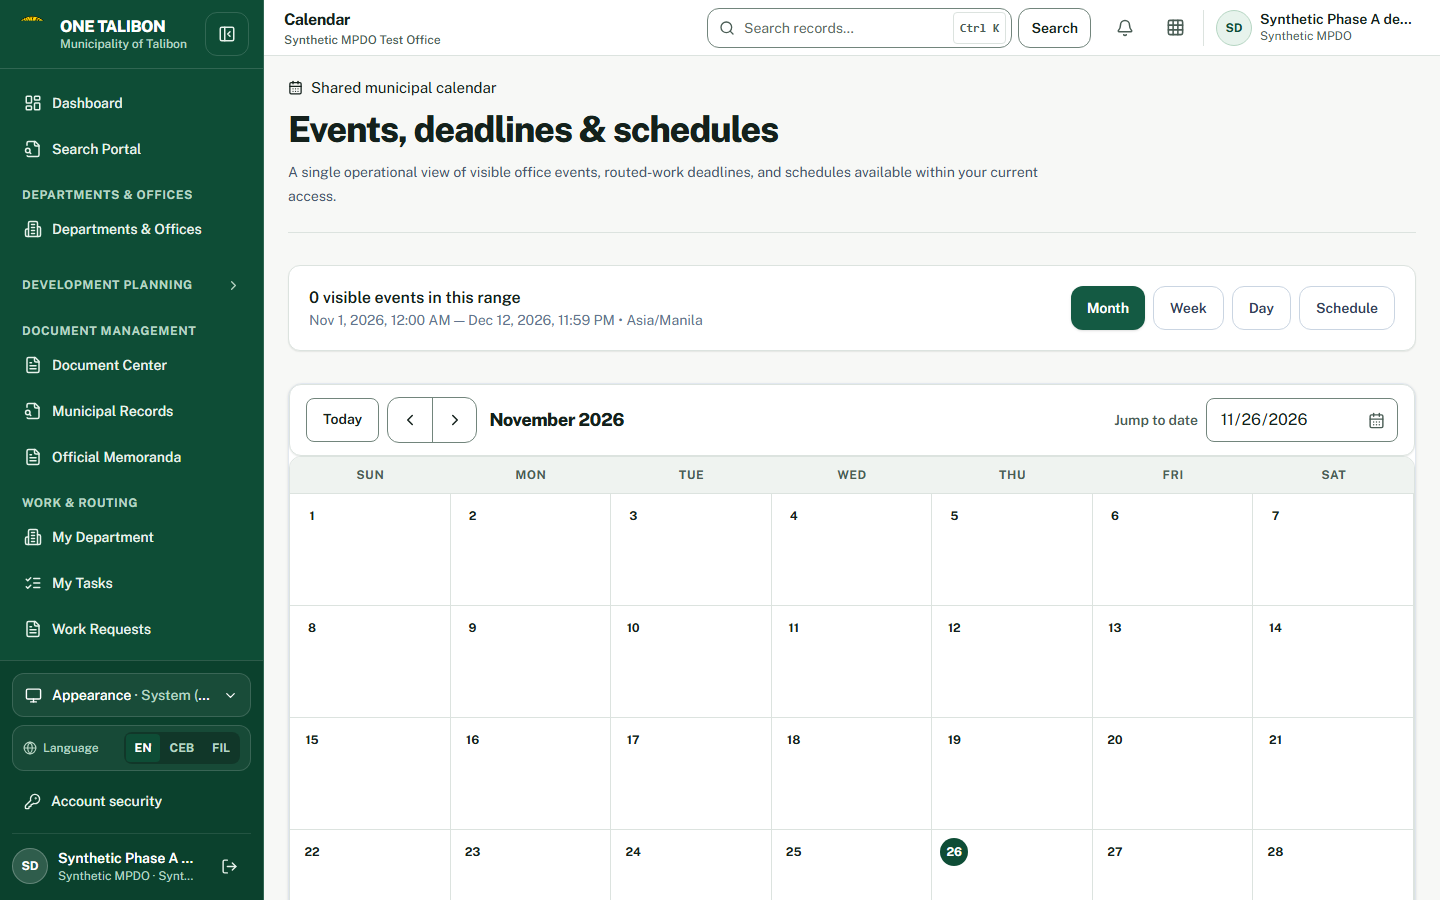 ONE TALIBON
Municipality of Talibon
Dashboard
Search Portal
DEPARTMENTS & OFFICES
Departments & Offices
DEVELOPMENT PLANNING
DOCUMENT MANAGEMENT
Document Center
Municipal Records
Official Memoranda
WORK & ROUTING
My Department
My Tasks
Work Requests
Appearance · System (...
Language EN CEB FIL
Account security
SD Synthetic Phase A ...
Synthetic MPDO · Synt...
Calendar
Synthetic MPDO Test Office
Search records... Ctrl K Search
SD Synthetic Phase A de...
Synthetic MPDO
Shared municipal calendar
Events, deadlines & schedules
A single operational view of visible office events, routed-work deadlines, and schedules available within your current
access.
0 visible events in this range
Nov 1, 2026, 12:00 AM — Dec 12, 2026, 11:59 PM • Asia/Manila
Month Week Day Schedule
Today November 2026 Jump to date 11/26/2026
SUN MON TUE WED THU FRI SAT
1 2 3 4 5 6 7
8 9 10 11 12 13 14
15 16 17 18 19 20 21
22 23 24 25 26 27 28